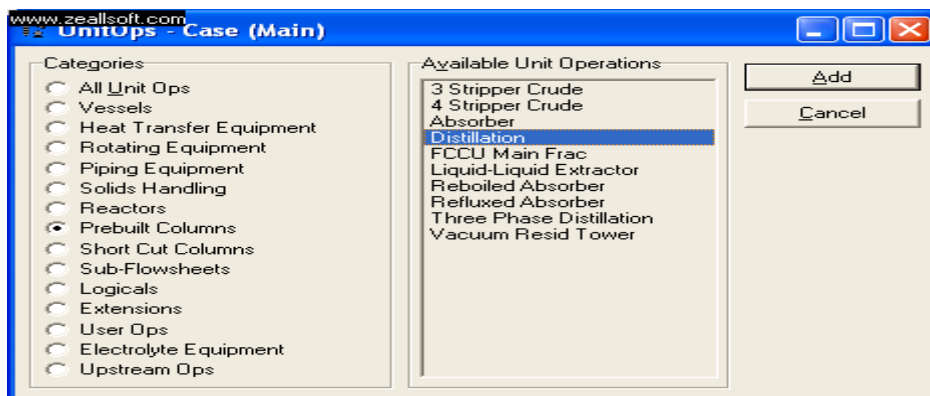 www.zeallsoft.com
UnitOps - Case (Main)
Categories
All Unit Ops
Vessels
Heat Transfer Equipment
Rotating Equipment
Piping Equipment
Solids Handling
Reactors
Prebuilt Columns
Short Cut Columns
Sub-Flowsheets
Logicals
Extensions
User Ops
Electrolyte Equipment
Upstream Ops
Available Unit Operations
3 Stripper Crude
4 Stripper Crude
Absorber
Distillation
FCCU Main Frac
Liquid-Liquid Extractor
Reboiled Absorber
Refluxed Absorber
Three Phase Distillation
Vacuum Resid Tower
Add
Cancel